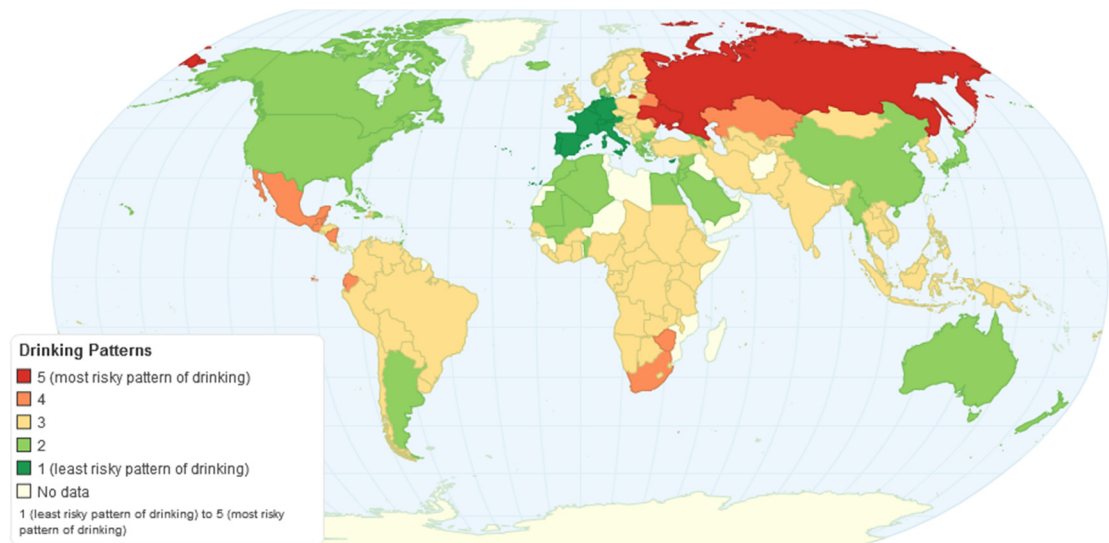 Drinking Patterns
5 (most risky pattern of drinking)
4
3
2
1 (least risky pattern of drinking)
No data
1 (least risky pattern of drinking) to 5 (most risky
pattern of drinking)